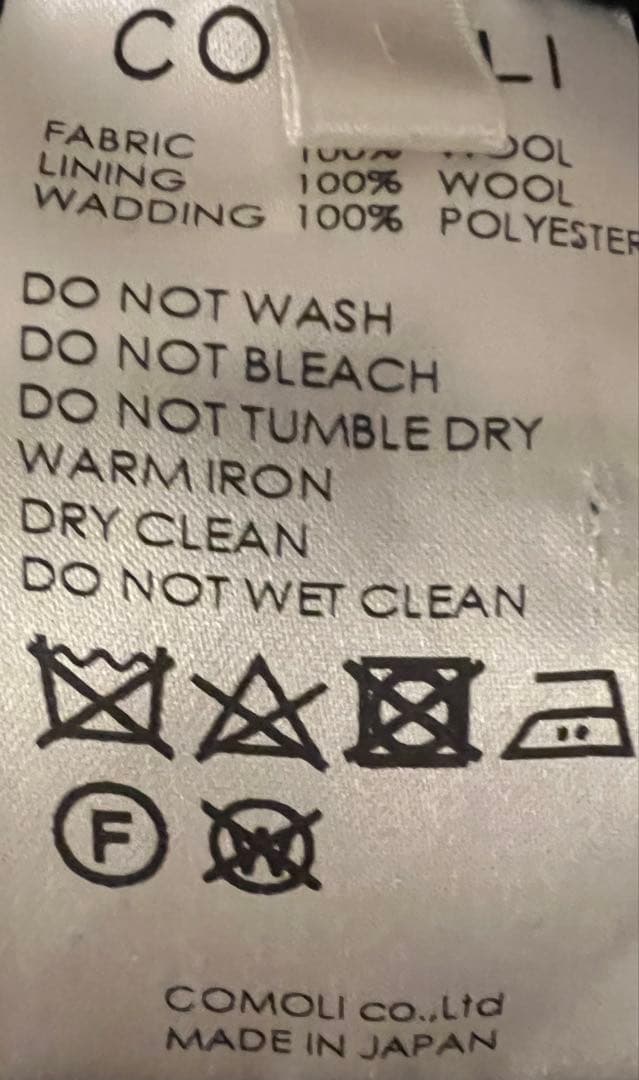 CO LI
FABRIC 100%
LINING 100% WOOL
WADDING 100% POLYESTER
DO NOT WASH
DO NOT BLEACH
DO NOT TUMBLE DRY
WARM IRON
DRY CLEAN
DO NOT WET CLEAN
F W
COMOLI co.,Ltd
MADE IN JAPAN